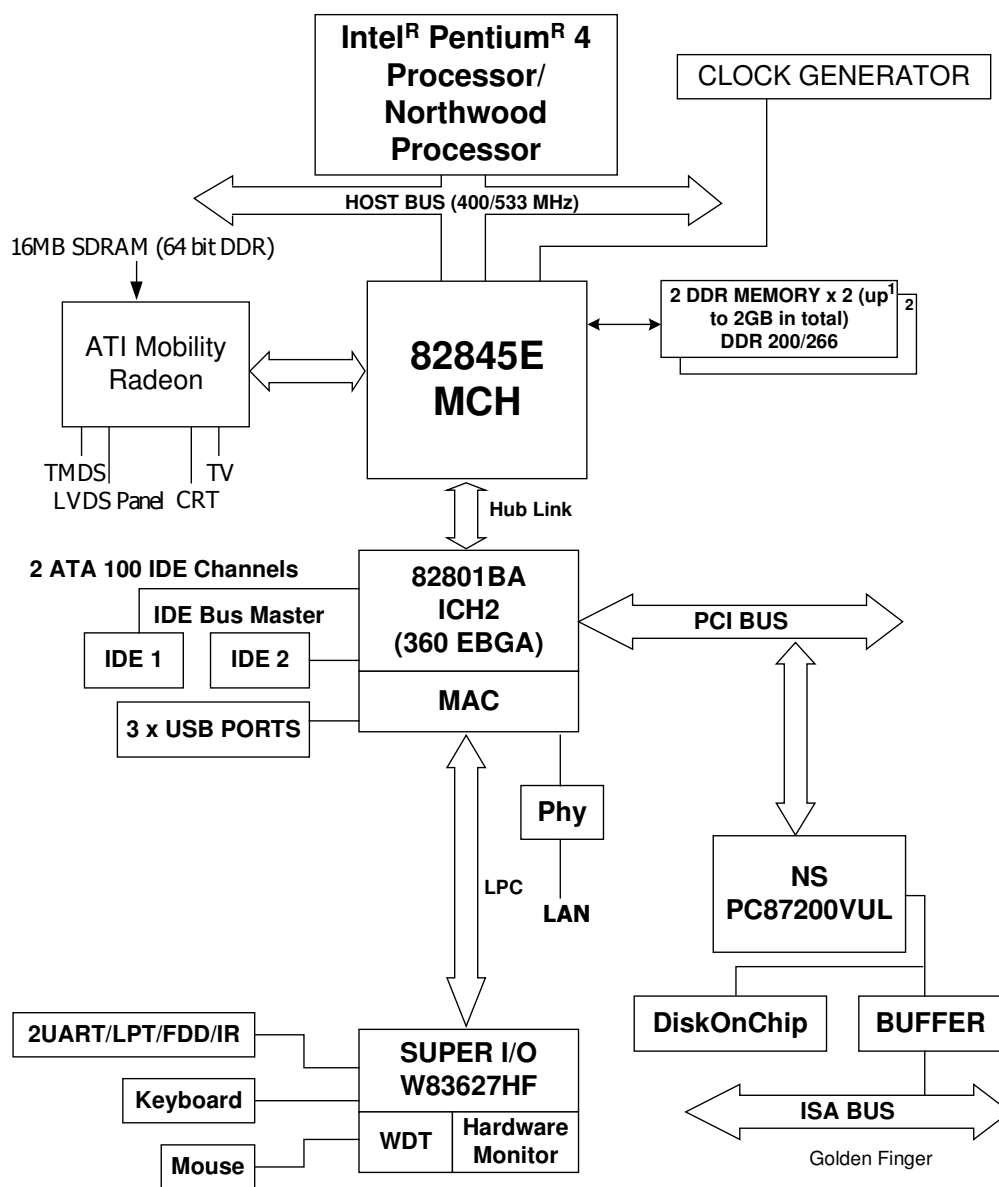 Intel^R Pentium^R 4
Processor/
Northwood
Processor
CLOCK GENERATOR
HOST BUS (400/533 MHz)
16MB SDRAM (64 bit DDR)
ATI Mobility
Radeon
82845E
MCH
2 DDR MEMORY x 2 (up
to 2GB in total)
DDR 200/266
1
2
TMDS
TV
LVDS Panel
CRT
Hub Link
2 ATA 100 IDE Channels
82801BA
ICH2
(360 EBGA)
IDE Bus Master
PCI BUS
IDE 1
IDE 2
MAC
3 x USB PORTS
Phy
LPC
LAN
NS
PC87200VUL
DiskOnChip
BUFFER
2UART/LPT/FDD/IR
SUPER I/O
W83627HF
Keyboard
ISA BUS
WDT
Hardware
Monitor
Mouse
Golden Finger